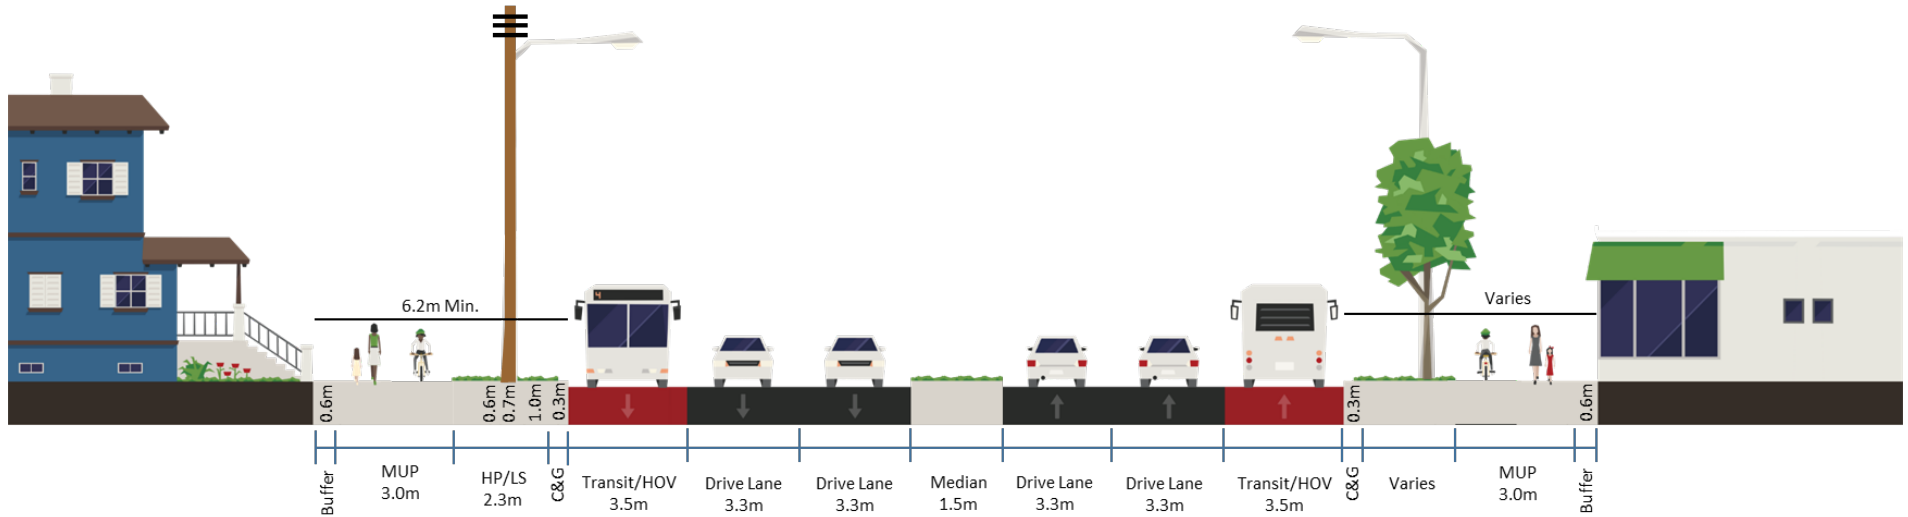 4
6.2m Min.
Varies
0.6m
0.6m
0.7m
1.0m
0.3m
0.3m
0.6m
Buffer
MUP
3.0m
HP/LS
2.3m
C&G
Transit/HOV
3.5m
Drive Lane
3.3m
Drive Lane
3.3m
Median
1.5m
Drive Lane
3.3m
Drive Lane
3.3m
Transit/HOV
3.5m
C&G
Varies
MUP
3.0m
Buffer